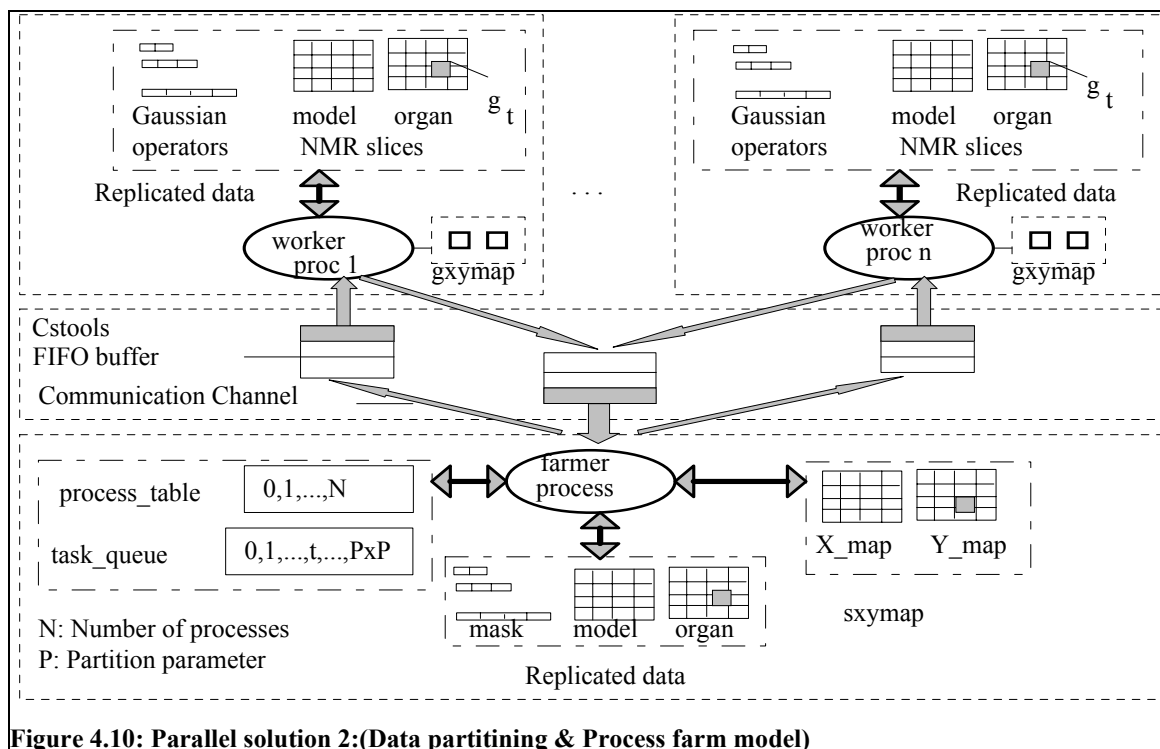 Gaussian operators
model
organ
g t
NMR slices
Replicated data
worker proc 1
gxymap
. . .
Gaussian operators
model
organ
g t
NMR slices
Replicated data
worker proc n
gxymap
Cstools
FIFO buffer
Communication Channel
farmer process
process_table
0,1,...,N
task_queue
0,1,...,t,...,PxP
X_map
Y_map
sxymap
mask
model
organ
N: Number of processes
P: Partition parameter
Replicated data
Figure 4.10: Parallel solution 2:(Data partitining & Process farm model)